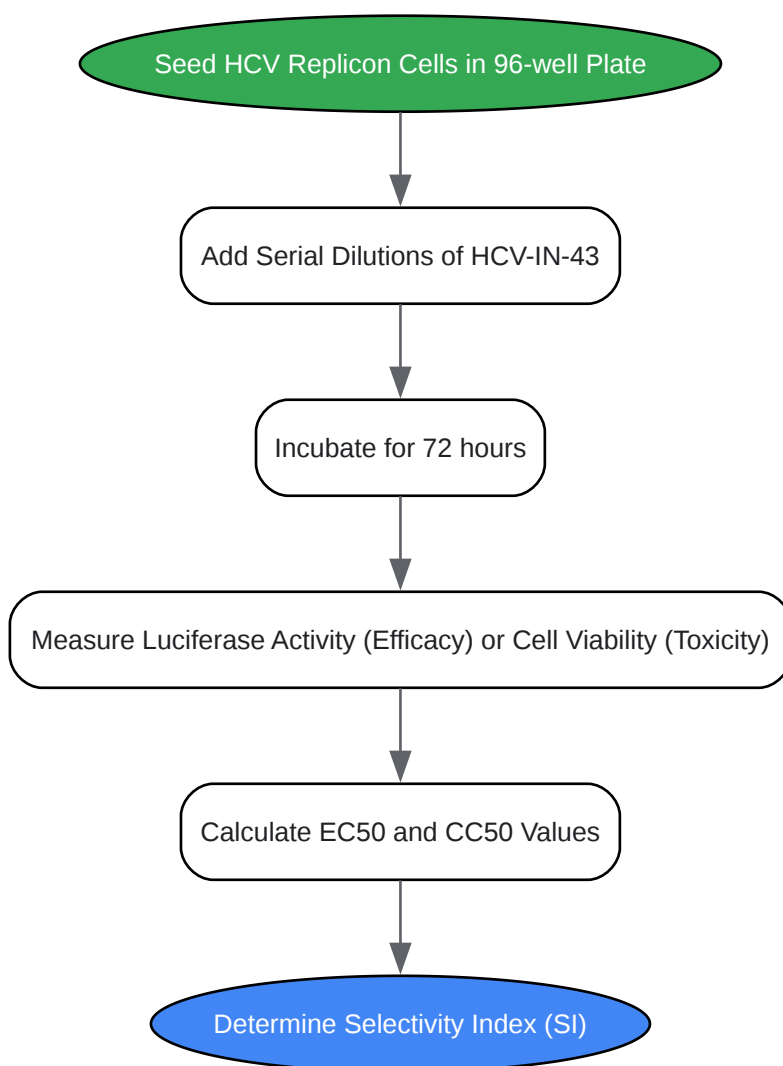 Seed HCV Replicon Cells in 96-well Plate
Add Serial Dilutions of HCV-IN-43
Incubate for 72 hours
Measure Luciferase Activity (Efficacy) or Cell Viability (Toxicity)
Calculate EC50 and CC50 Values
Determine Selectivity Index (SI)